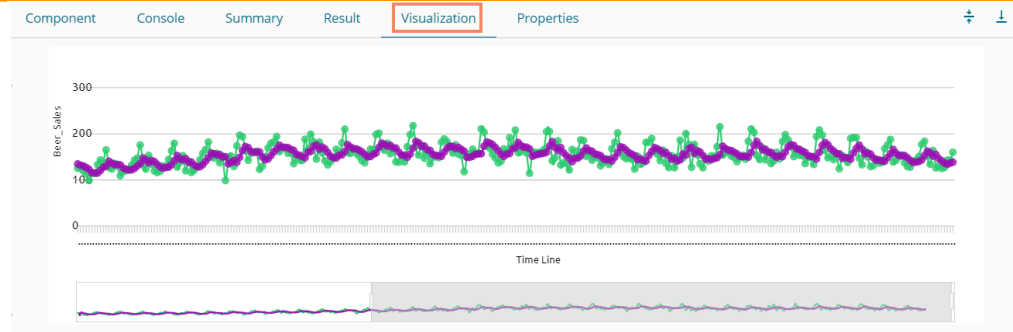 Component Console Summary Result Visualization Properties
300
200
100
0
Beer_Sales
Time Line